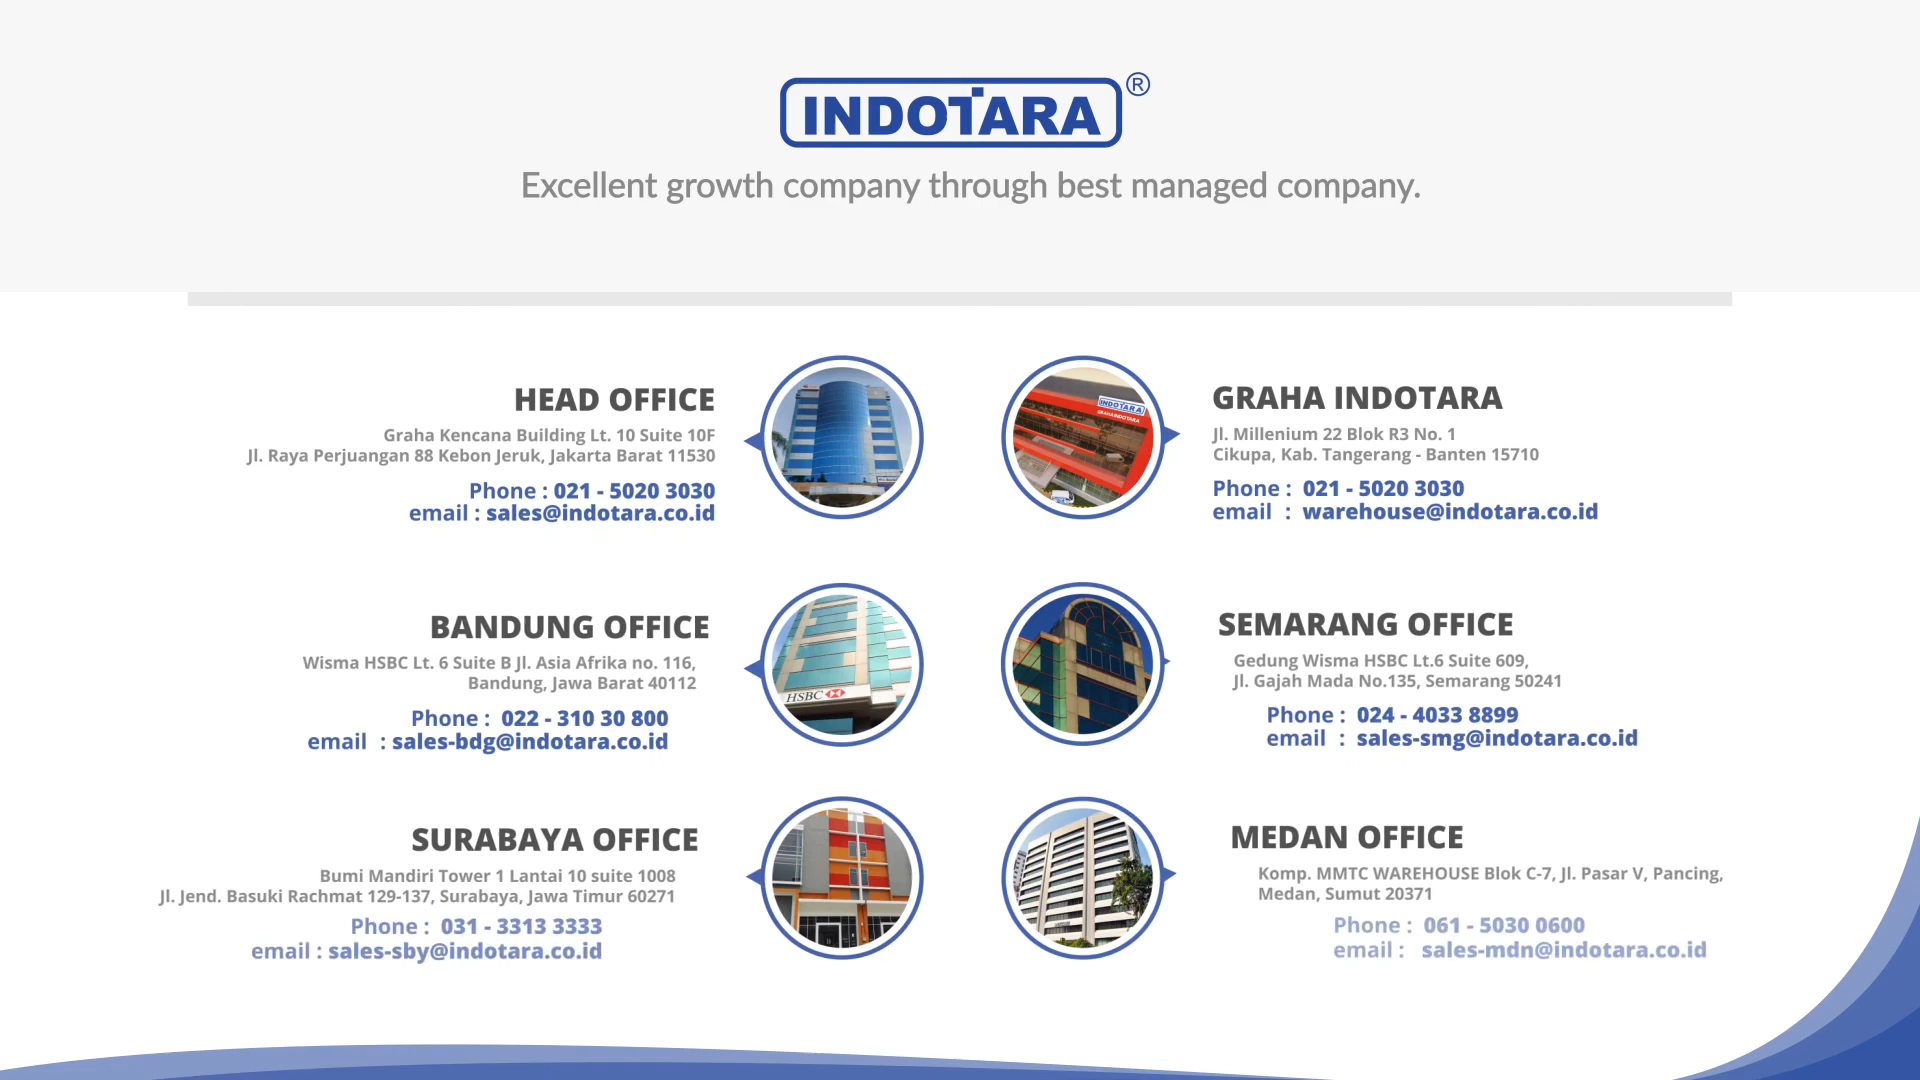 INDOTARA®
Excellent growth company through best managed company.
HEAD OFFICE
Graha Kencana Building Lt. 10 Suite 10F
Jl. Raya Perjuangan 88 Kebon Jeruk, Jakarta Barat 11530
Phone : 021 - 5020 3030
email : sales@indotara.co.id
INDOTARA
GRAHA INDOTARA
GRAHA INDOTARA
Jl. Millenium 22 Blok R3 No. 1
Cikupa, Kab. Tangerang - Banten 15710
Phone : 021 - 5020 3030
email : warehouse@indotara.co.id
BANDUNG OFFICE
Wisma HSBC Lt. 6 Suite B Jl. Asia Afrika no. 116,
Bandung, Jawa Barat 40112
Phone : 022 - 310 30 800
email : sales-bdg@indotara.co.id
HSBC
SEMARANG OFFICE
Gedung Wisma HSBC Lt.6 Suite 609,
Jl. Gajah Mada No.135, Semarang 50241
Phone : 024 - 4033 8899
email : sales-smg@indotara.co.id
SURABAYA OFFICE
Bumi Mandiri Tower 1 Lantai 10 suite 1008
Jl. Jend. Basuki Rachmat 129-137, Surabaya, Jawa Timur 60271
Phone : 031 - 3313 3333
email : sales-sby@indotara.co.id
MEDAN OFFICE
Komp. MMTC WAREHOUSE Blok C-7, Jl. Pasar V, Pancing,
Medan, Sumut 20371
Phone : 061 - 5030 0600
email : sales-mdn@indotara.co.id